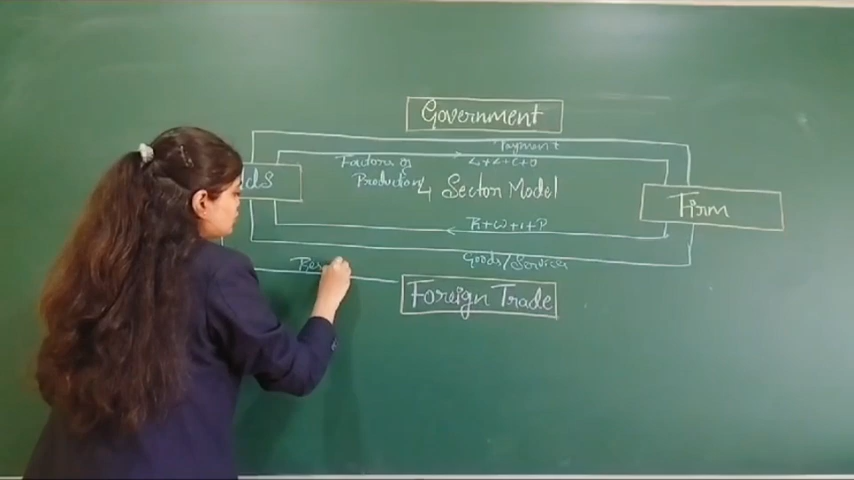 Government
Payment
L+L+C+O
Factors of
Production
4 Sector Model
Firm
R+W+i+P
Goods/Services
Foreign Trade